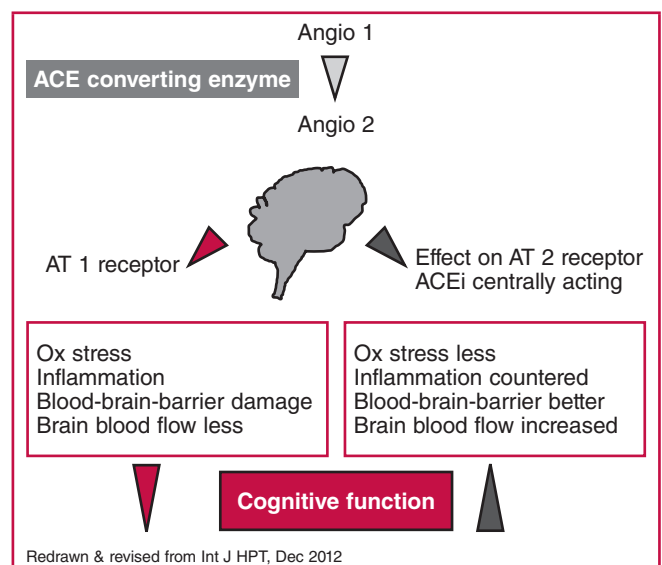 Angio 1
ACE converting enzyme
Angio 2
AT 1 receptor
Effect on AT 2 receptor
ACEi centrally acting
Ox stress
Inflammation
Blood-brain-barrier damage
Brain blood flow less
Ox stress less
Inflammation countered
Blood-brain-barrier better
Brain blood flow increased
Cognitive function
Redrawn & revised from Int J HPT, Dec 2012